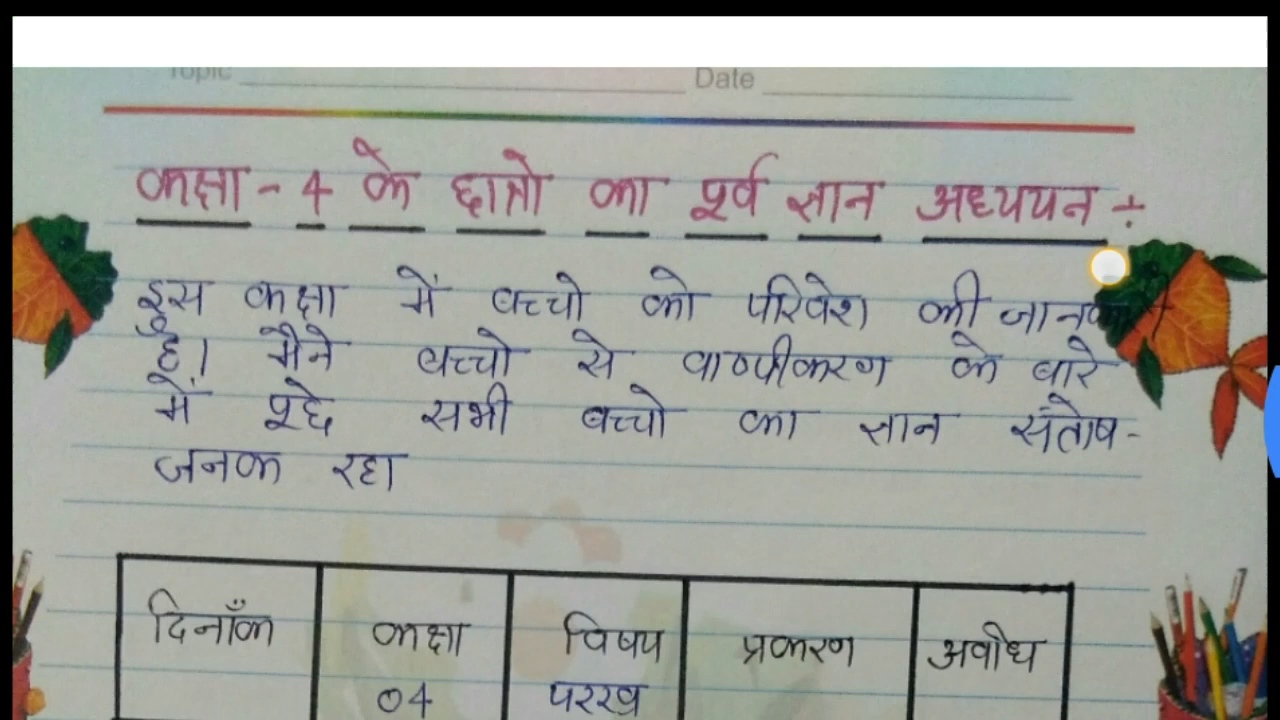 Topic Date
कक्षा - 4 के छात्रो का पूर्व ज्ञान अध्ययन ÷
इस कक्षा में बच्चो को परिवेश की
है। मैने बच्चो से वाष्पीकरण के बारे
में पूछे सभी बच्चो का ज्ञान संतोष-
जनक रहा
दिनाँक कक्षा विषय प्रकरण अवधि
04 परख